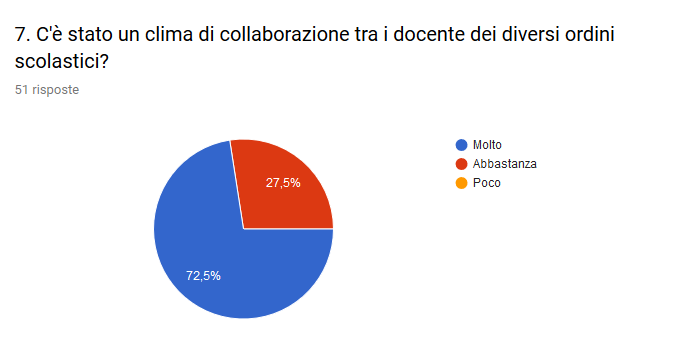 7. C'è stato un clima di collaborazione tra i docente dei diversi ordini
scolastici?
51 risposte
Molto
Abbastanza
Poco
27,5%
72,5%